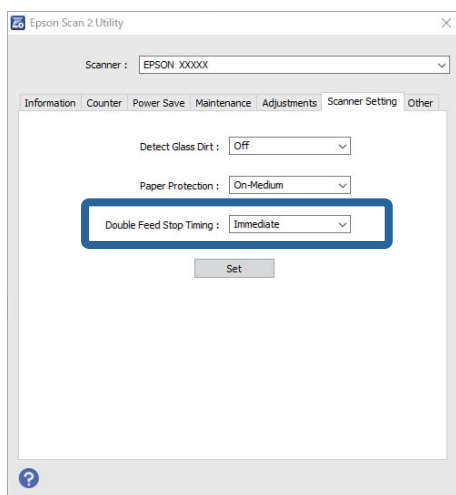 Epson Scan 2 Utility
Scanner : EPSON XXXXX
Information Counter Power Save Maintenance Adjustments Scanner Setting Other
Detect Glass Dirt : Off
Paper Protection : On-Medium
Double Feed Stop Timing : Immediate
Set
?